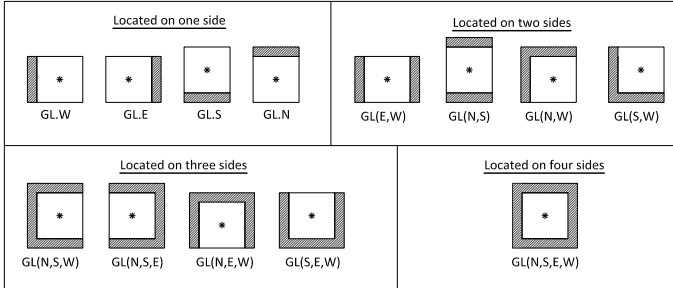 Located on one side
GL.W GL.E GL.S GL.N
Located on two sides
GL(E,W) GL(N,S) GL(N,W) GL(S,W)
Located on three sides
GL(N,S,W) GL(N,S,E) GL(N,E,W) GL(S,E,W)
Located on four sides
GL(N,S,E,W)